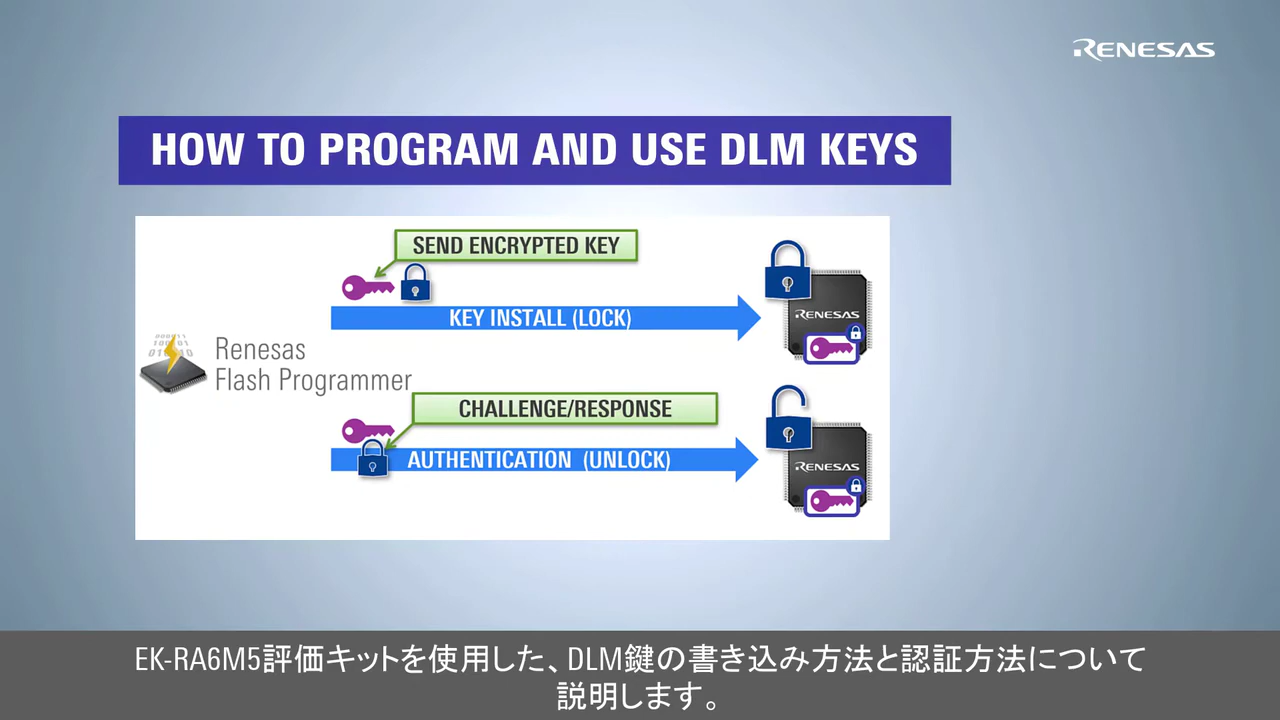 RENESAS
HOW TO PROGRAM AND USE DLM KEYS
SEND ENCRYPTED KEY
KEY INSTALL (LOCK)
RENESAS
Renesas
Flash Programmer
CHALLENGE/RESPONSE
AUTHENTICATION (UNLOCK)
RENESAS
EK-RA6M5評価キットを使用した、DLM鍵の書き込み方法と認証方法について
説明します。